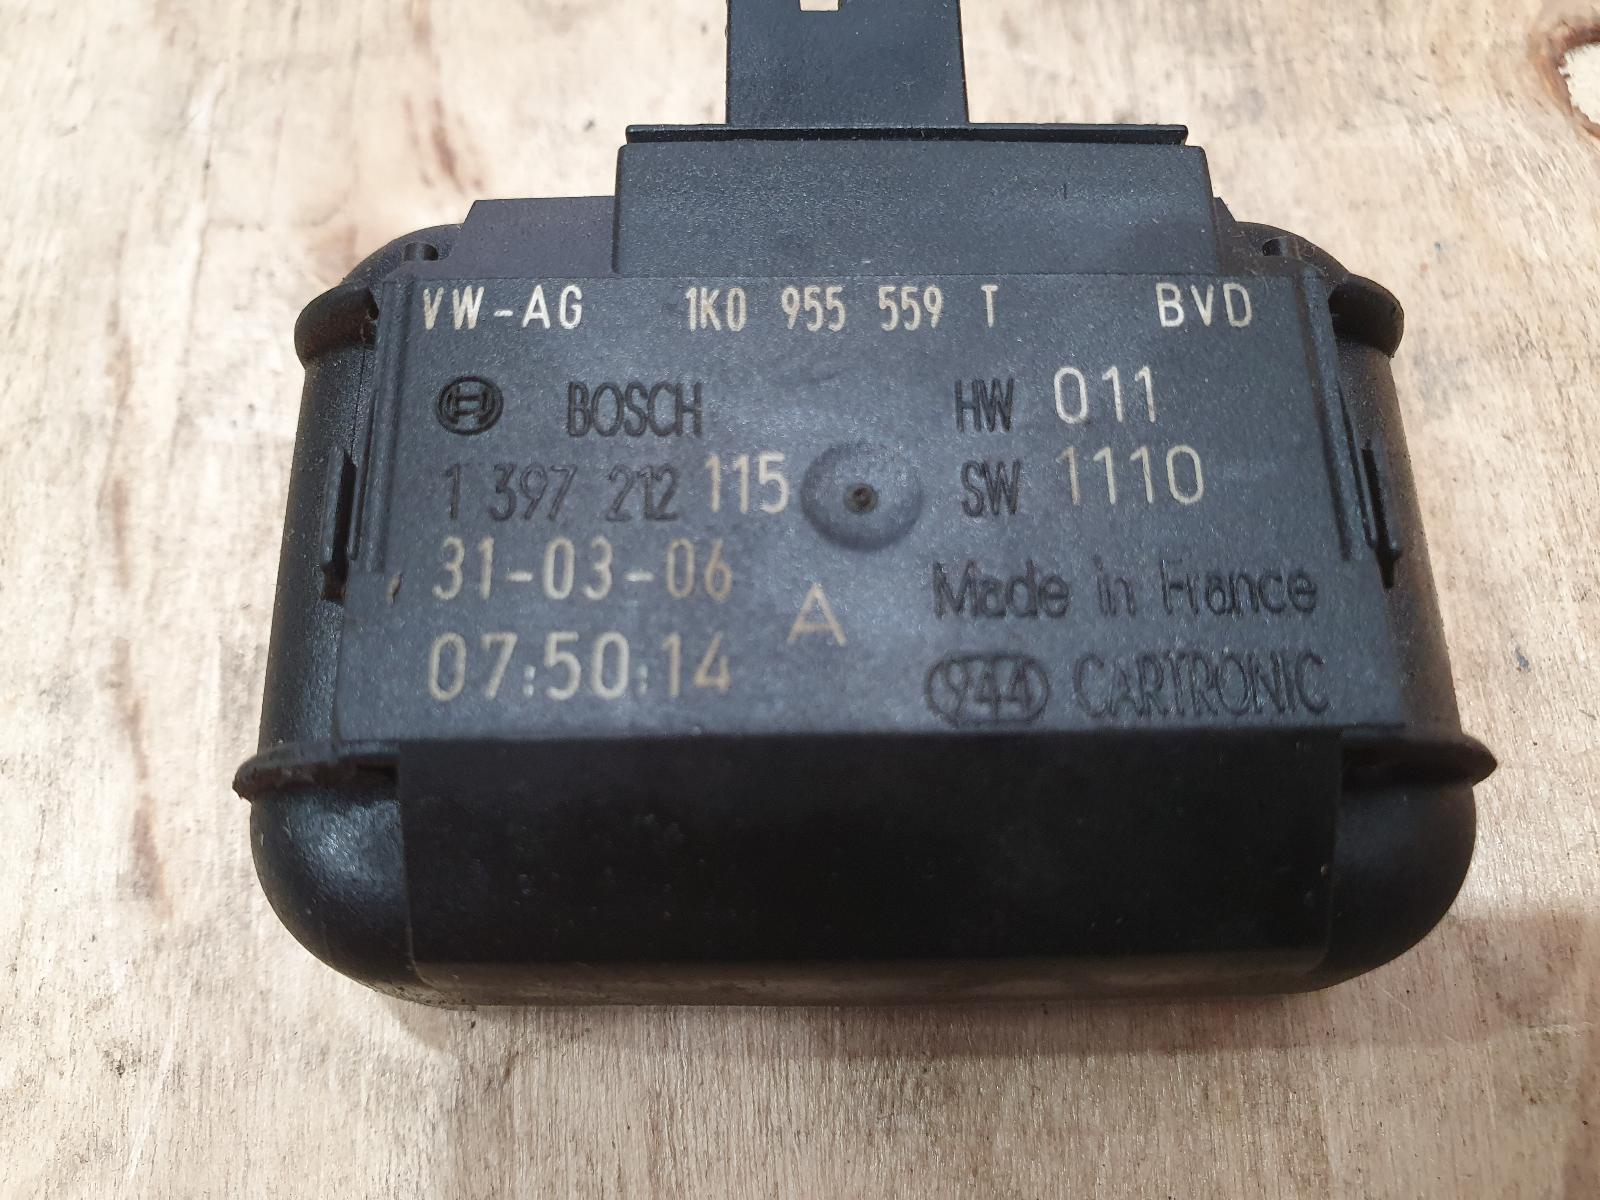 VW-AG 1K0 955 559 T BVD
BOSCH HW 011
1 397 212 115 SW 1110
31-03-06 Made in France
A
07:50:14 944 CARTRONIC